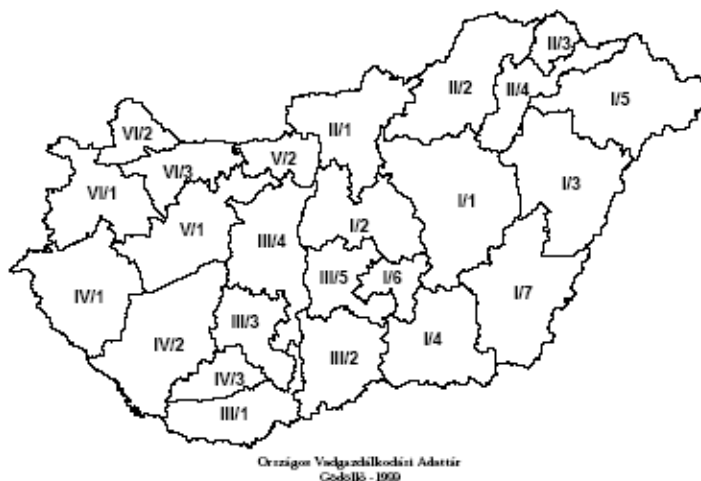 II/3
II/2
II/4
I/5
VI/2
II/1
V/2
VI/3
I/3
VI/1
I/1
I/2
V/1
III/4
III/5
I/6
IV/1
I/7
III/3
IV/2
I/4
III/2
IV/3
III/1
Országos Vadgazdálkodási Adattár
Gödöllő - 1999